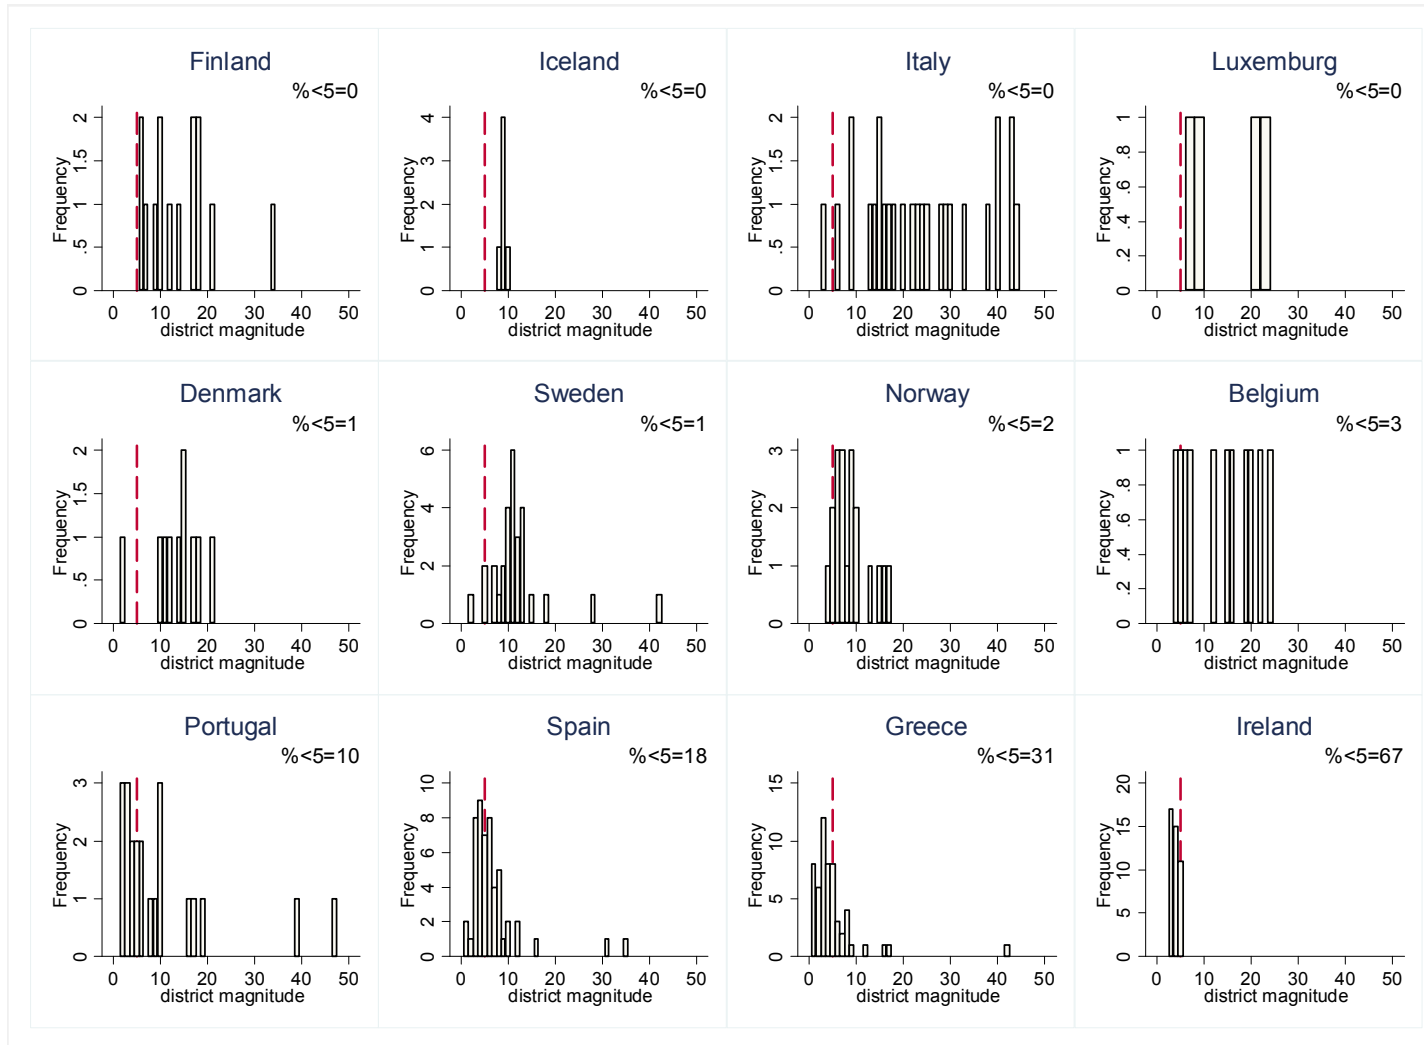 Finland
%<5=0
Frequency
0 .5 1 1.5 2
0 10 20 30 40 50
district magnitude
Iceland
%<5=0
Frequency
0 1 2 3 4
0 10 20 30 40 50
district magnitude
Italy
%<5=0
Frequency
0 .5 1 1.5 2
0 10 20 30 40 50
district magnitude
Luxemburg
%<5=0
Frequency
0 .2 .4 .6 .8 1
0 10 20 30 40 50
district magnitude
Denmark
%<5=1
Frequency
0 .5 1 1.5 2
0 10 20 30 40 50
district magnitude
Sweden
%<5=1
Frequency
0 2 4 6
0 10 20 30 40 50
district magnitude
Norway
%<5=2
Frequency
0 1 2 3
0 10 20 30 40 50
district magnitude
Belgium
%<5=3
Frequency
0 .2 .4 .6 .8 1
0 10 20 30 40 50
district magnitude
Portugal
%<5=10
Frequency
0 1 2 3
0 10 20 30 40 50
district magnitude
Spain
%<5=18
Frequency
0 2 4 6 8 10
0 10 20 30 40 50
district magnitude
Greece
%<5=31
Frequency
0 5 10 15
0 10 20 30 40 50
district magnitude
Ireland
%<5=67
Frequency
0 5 10 15 20
0 10 20 30 40 50
district magnitude